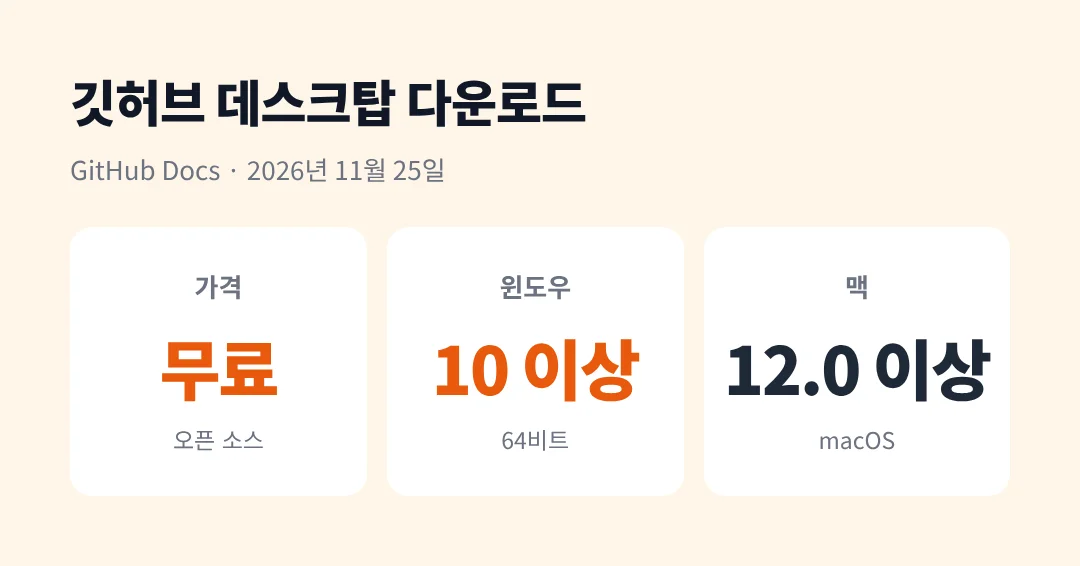 깃허브 데스크탑 다운로드
GitHub Docs · 2026년 11월 25일
가격
무료
오픈 소스
윈도우
10 이상
64비트
맥
12.0 이상
macOS